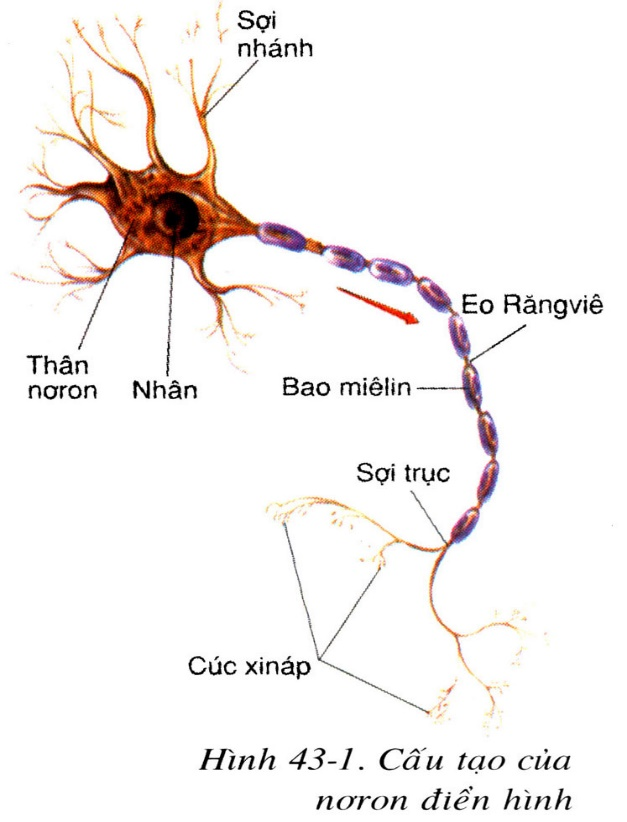 Sợi
nhánh
Eo Răngviê
Thân
nơron
Nhân
Bao miêlin
Sợi trục
Cúc xináp
Hình 43-1. Cấu tạo của
nơron điển hình